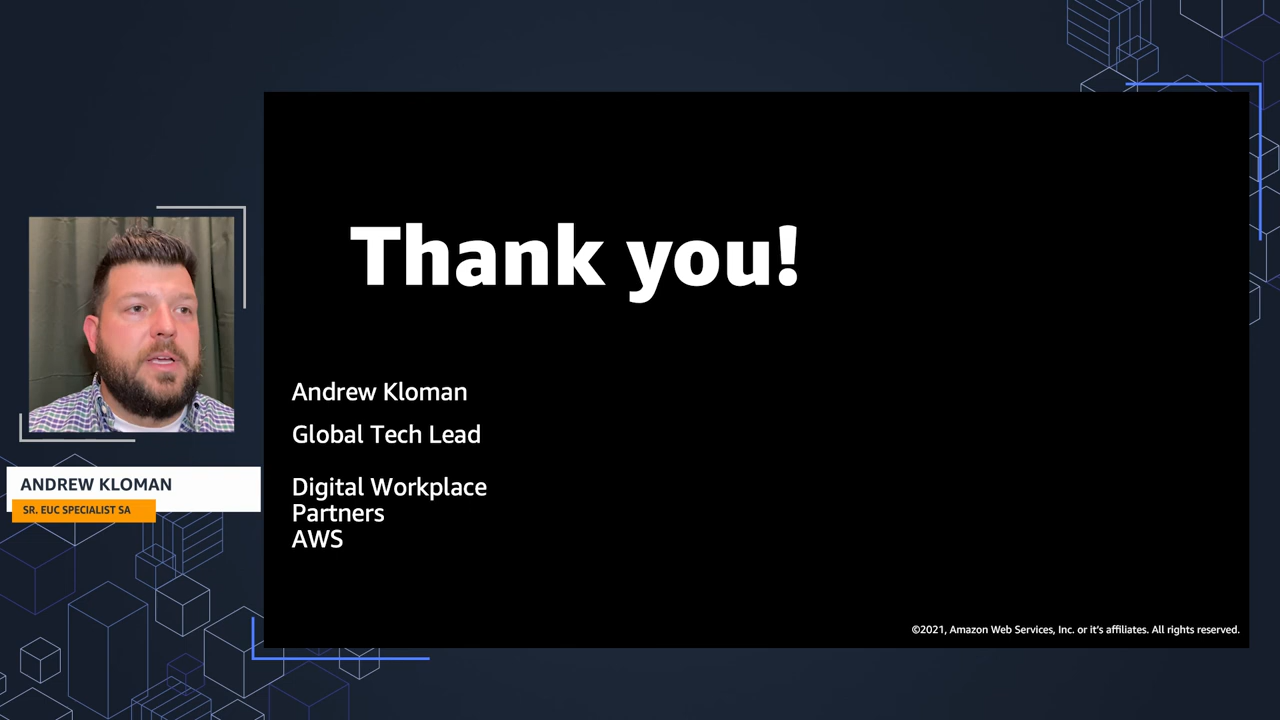 Thank you!
Andrew Kloman
Global Tech Lead
Digital Workplace
Partners
AWS
ANDREW KLOMAN
SR. EUC SPECIALIST SA
©2021, Amazon Web Services, Inc. or it's affiliates. All rights reserved.